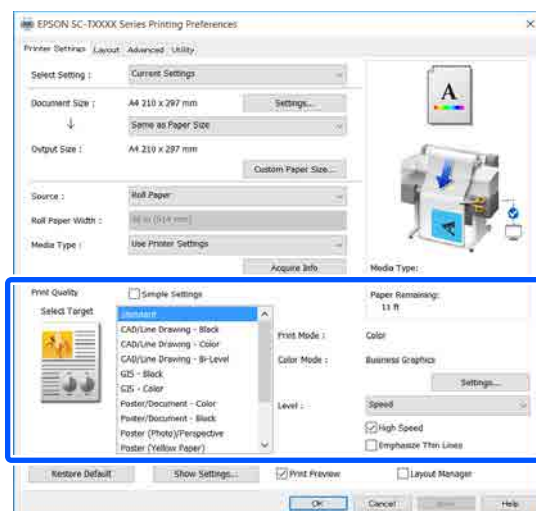 EPSON SC-TXXXX Series Printing Preferences
Printer Settings Layout Advanced Utility
Select Setting : Current Settings
Document Size : A4 210 x 297 mm Settings...
Same as Paper Size
Output Size : A4 210 x 297 mm
Custom Paper Size...
Source : Roll Paper
Roll Paper Width :
Media Type : Use Printer Settings
Acquire Info Media Type:
Print Quality Simple Settings Paper Remaining:
11 ft
Select Target Standard
CAD/Line Drawing - Black Print Mode : Color
CAD/Line Drawing - Color
CAD/Line Drawing - Bi-Level Color Mode : Business Graphics
GIS - Black
GIS - Color Settings...
Poster/Document - Color Level : Speed
Poster/Document - Black
Poster (Photo)/Perspective High Speed
Poster (Yellow Paper) Emphasize Thin Lines
Restore Default Show Settings... Print Preview Layout Manager
OK Cancel Help